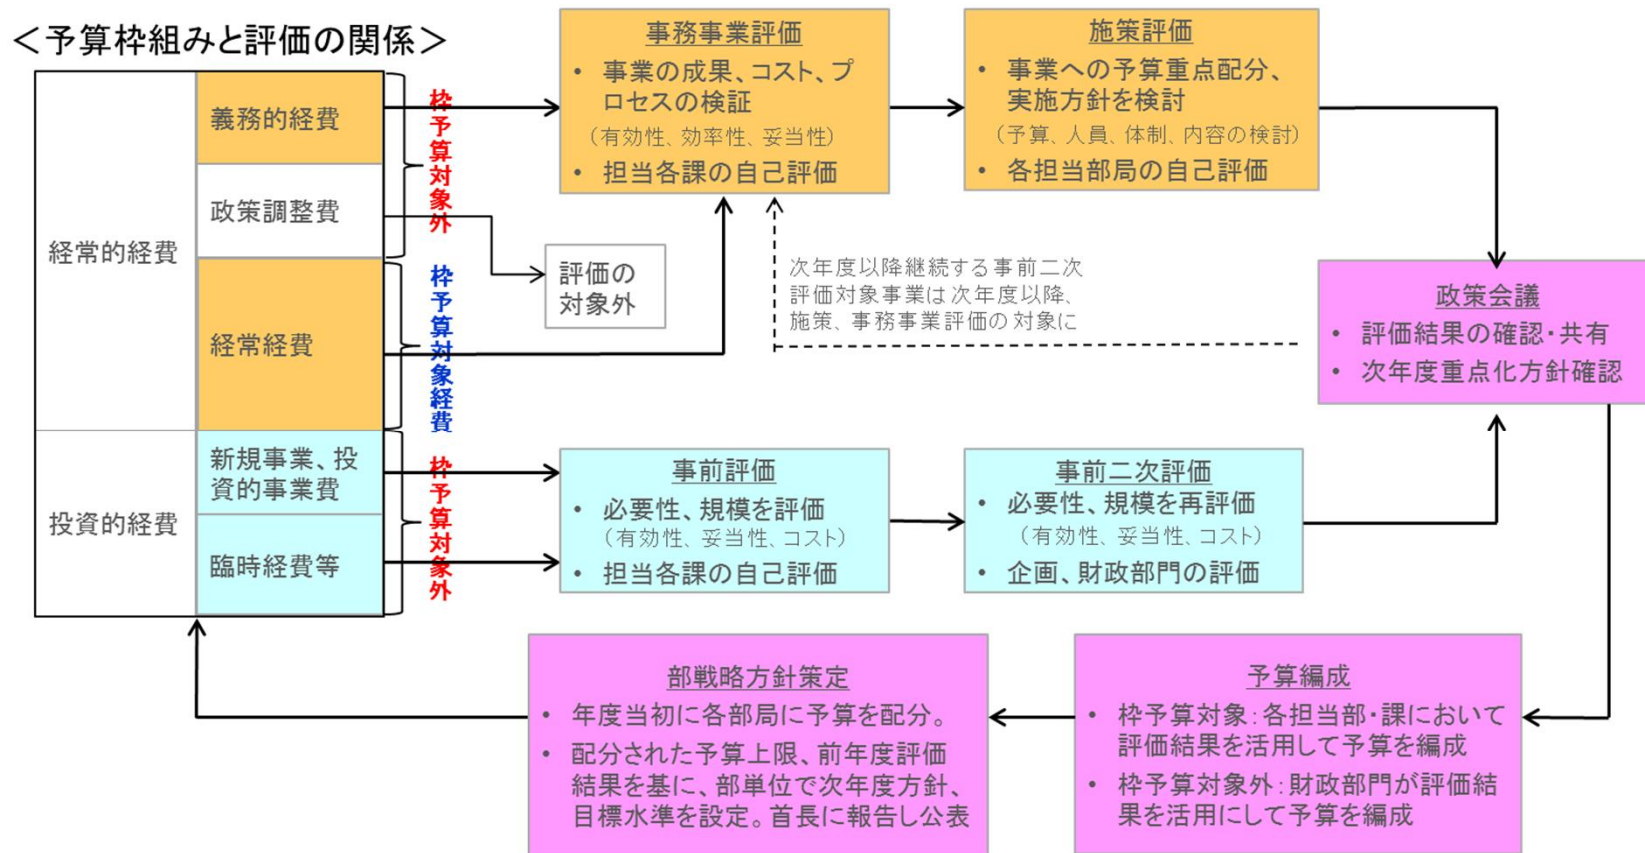 ＜予算枠組みと評価の関係＞
経常的経費
義務的経費
政策調整費
経常経費
投資的経費
新規事業、投
資的事業費
臨時経費等
枠予算対象外
枠予算対象経費
枠予算対象外
評価の
対象外
事務事業評価
• 事業の成果、コスト、プ
ロセスの検証
（有効性、効率性、妥当性）
• 担当各課の自己評価
施策評価
• 事業への予算重点配分、
実施方針を検討
（予算、人員、体制、内容の検討）
• 各担当部局の自己評価
次年度以降継続する事前二次
評価対象事業は次年度以降、
施策、事務事業評価の対象に
政策会議
• 評価結果の確認・共有
• 次年度重点化方針確認
事前評価
• 必要性、規模を評価
（有効性、妥当性、コスト）
• 担当各課の自己評価
事前二次評価
• 必要性、規模を再評価
（有効性、妥当性、コスト）
• 企画、財政部門の評価
部戦略方針策定
• 年度当初に各部局に予算を配分。
• 配分された予算上限、前年度評価
結果を基に、部単位で次年度方針、
目標水準を設定。首長に報告し公表
予算編成
• 枠予算対象：各担当部・課において
評価結果を活用して予算を編成
• 枠予算対象外：財政部門が評価結
果を活用にして予算を編成